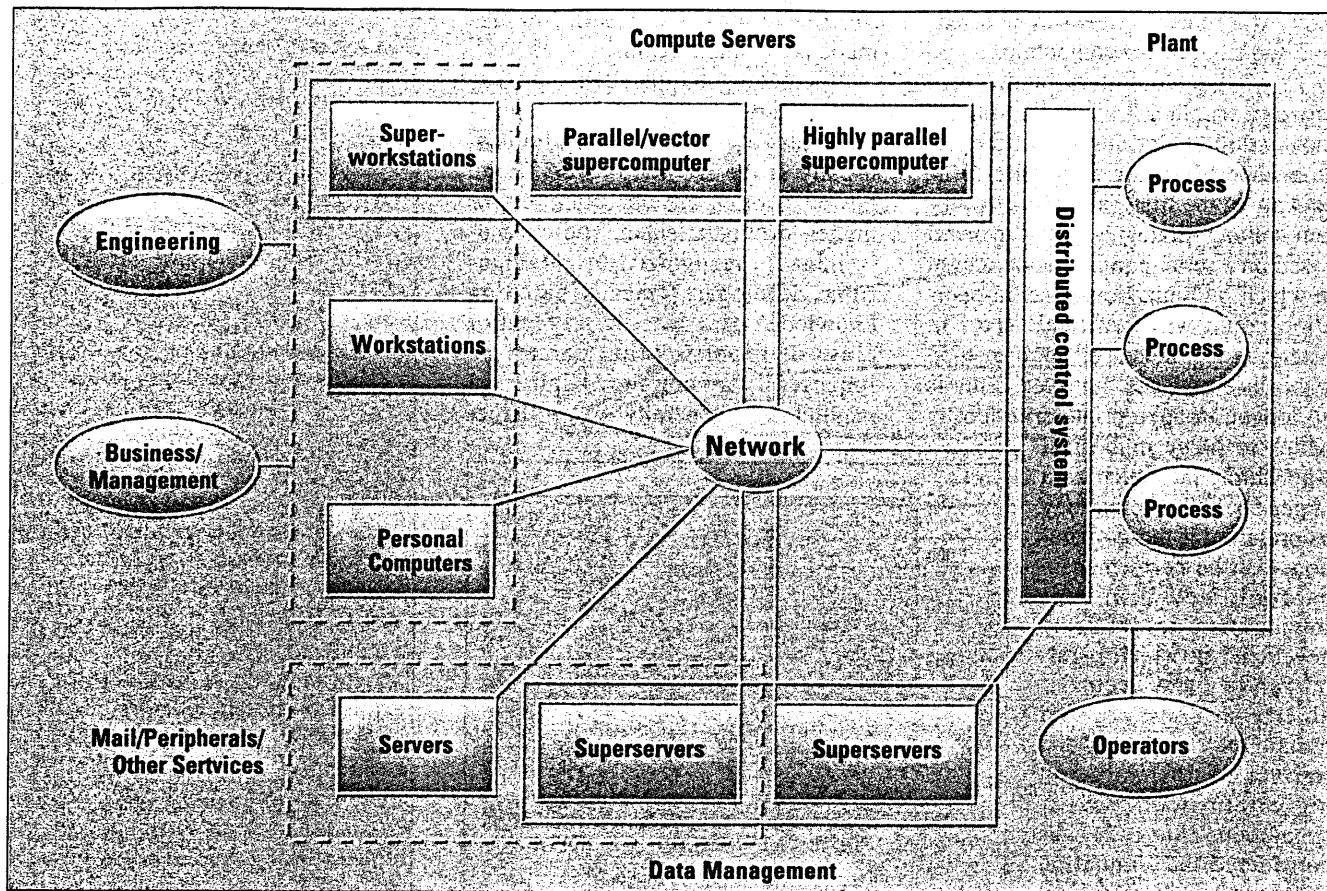 Compute Servers
Plant
Super-
workstations
Parallel/vector
supercomputer
Highly parallel
supercomputer
Process
Engineering
Distributed control system
Workstations
Process
Business/
Management
Network
Process
Personal
Computers
Mail/Peripherals/
Other Sertvices
Servers
Superservers
Superservers
Operators
Data Management